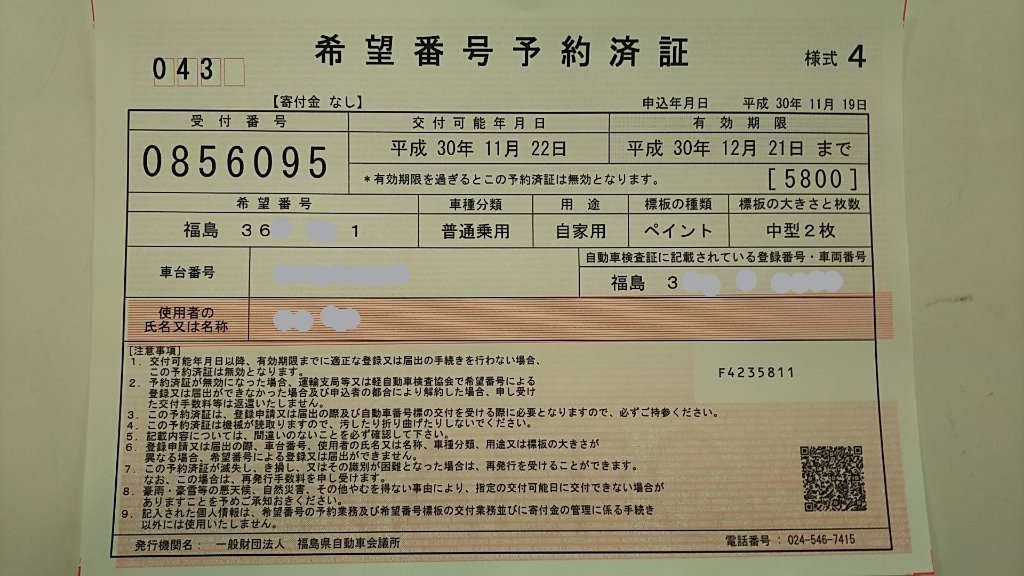 043
希望番号予約済証
様式 4
【寄付金 なし】
申込年月日 平成 30年 11月 19日
受付番号
交付可能年月日
有効期限
0856095
平成 30年 11月 22日
平成 30年 12月 21日 まで
*有効期限を過ぎるとこの予約済証は無効となります。
[5800]
希望番号
車種分類
用途
標板の種類
標板の大きさと枚数
福島 36 1
普通乗用
自家用
ペイント
中型2枚
車台番号
自動車検査証に記載されている登録番号・車両番号
福島 3
使用者の
氏名又は名称
[注意事項]
1. 交付可能年月日以降、有効期限までに適正な登録又は届出の手続きを行わない場合、
この予約済証は無効となります。
2. 予約済証が無効になった場合、運輸支局等又は軽自動車検査協会で希望番号による
登録又は届出ができなかった場合及び申込者の都合により解約した場合、申し受け
た交付手数料等は返還いたしません。
3. この予約済証は、登録申請又は届出の際及び自動車番号標の交付を受ける際に必要となりますので、必ずご持参ください。
4. この予約済証は機械が読取りますので、汚したり折り曲げたりしないでください。
5. 記載内容については、間違いのないことを必ず確認して下さい。
6. 登録申請又は届出の際、車台番号、使用者の氏名又は名称、車種分類、用途又は標板の大きさが
異なる場合、希望番号による登録又は届出ができません。
7. この予約済証が滅失し、き損し、又はその識別が困難となった場合は、再発行を受けることができます。
なお、この場合は、再発行手数料を申し受けます。
8. 豪雨・豪雪等の悪天候、自然災害、その他やむを得ない事由により、指定の交付可能日に交付できない場合が
ありますことを予めご承知おきください。
9. 記入された個人情報は、希望番号の予約業務及び希望番号標板の交付業務並びに寄付金の管理に係る手続き
以外には使用いたしません。
F4235811
発行機関名: 一般財団法人 福島県自動車会議所
電話番号: 024-546-7415